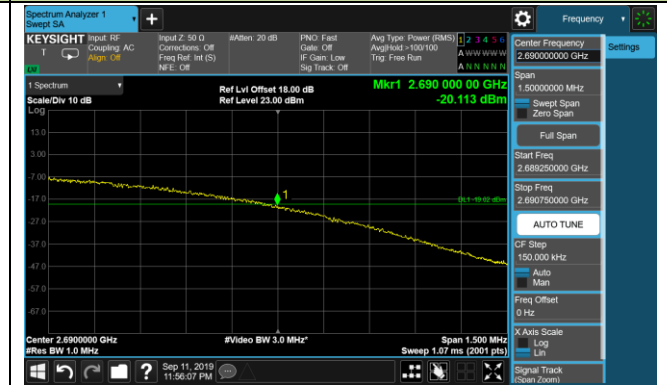 Spectrum Analyzer 1
Swept SA
Frequency
KEYSIGHT Input: RF
Coupling: AC
Align: Off
Input Z: 50 Ω
Corrections: Off
Freq Ref: Int (S)
NFE: Off
#Atten: 20 dB
PNO: Fast
Gate: Off
IF Gain: Low
Sig Track: Off
Avg Type: Power (RMS)
Avg|Hold:>100/100
Trig: Free Run
1 2 3 4 5 6
A W W W W W
A N N N N N
LXI
1 Spectrum
Scale/Div 10 dB
Log
Ref Lvl Offset 18.00 dB
Ref Level 23.00 dBm
Mkr1 2.690 000 00 GHz
-20.113 dBm
13.0
3.00
-7.00
-17.0
-27.0
-37.0
-47.0
-57.0
-67.0
1
DL1 -19.02 dBm
Center 2.6900000 GHz
#Res BW 1.0 MHz
#Video BW 3.0 MHz*
Span 1.500 MHz
Sweep 1.07 ms (2001 pts)
Sep 11, 2019
11:56:07 PM
Center Frequency
2.690000000 GHz
Settings
Span
1.50000000 MHz
Swept Span
Zero Span
Full Span
Start Freq
2.689250000 GHz
Stop Freq
2.690750000 GHz
AUTO TUNE
CF Step
150.000 kHz
Auto
Man
Freq Offset
0 Hz
X Axis Scale
Log
Lin
Signal Track
(Span Zoom)